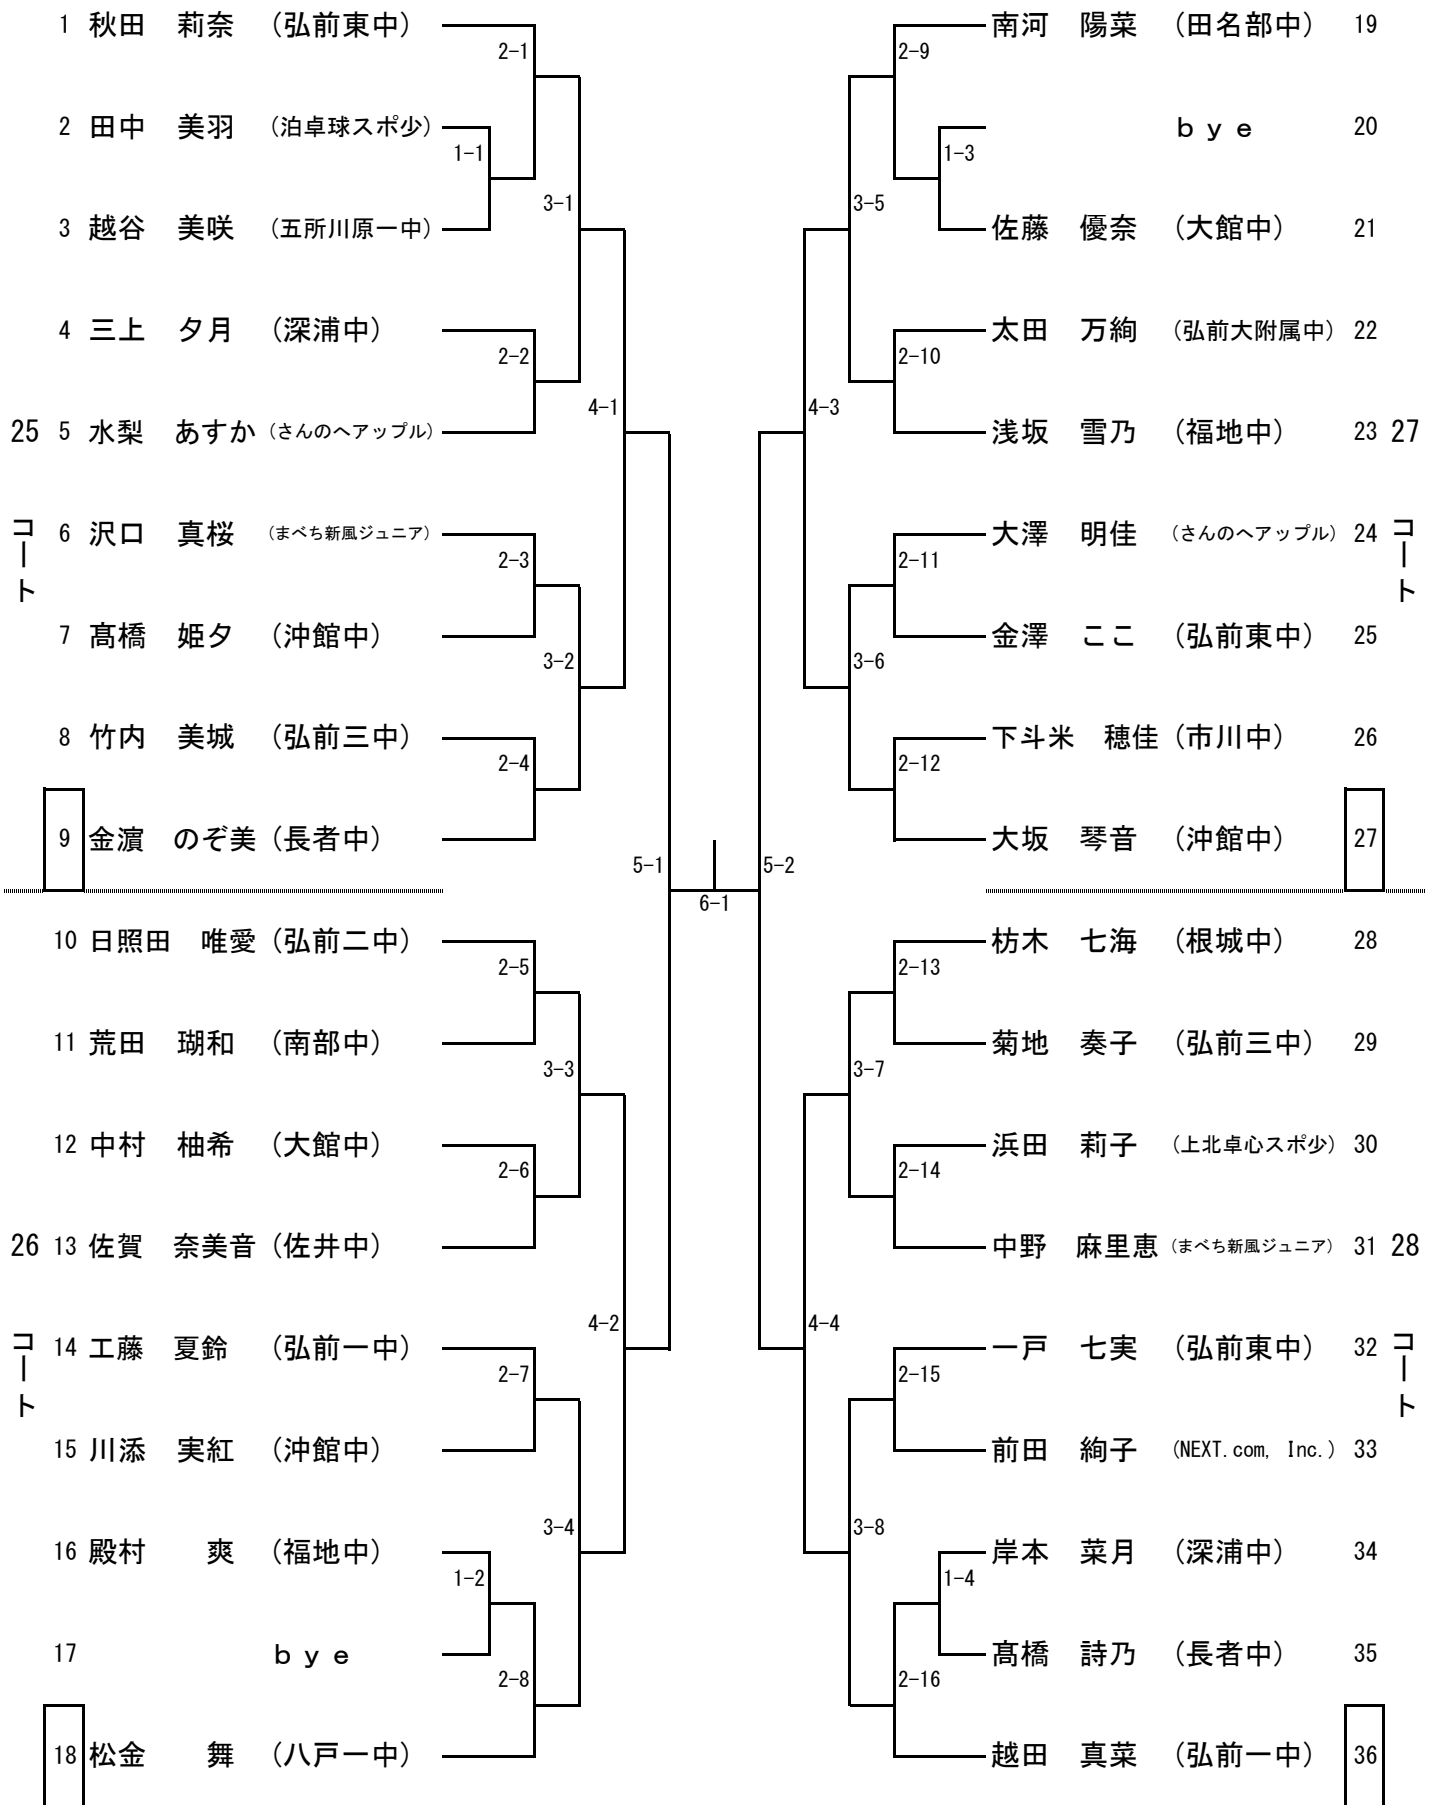 1 秋田 莉奈 (弘前東中)
2-1
2 田中 美羽 (泊卓球スポ少)
1-1
3-1
3 越谷 美咲 (五所川原一中)
4 三上 夕月 (深浦中)
2-2
4-1
25 5 水梨 あすか (さんのへアップル)
コート
6 沢口 真桜 (まべち新風ジュニア)
2-3
7 髙橋 姫夕 (沖館中)
3-2
8 竹内 美城 (弘前三中)
2-4
9 金濵 のぞ美 (長者中)
5-1
10 日照田 唯愛 (弘前二中)
2-5
11 荒田 瑚和 (南部中)
3-3
12 中村 柚希 (大館中)
2-6
26 13 佐賀 奈美音 (佐井中)
4-2
コート
14 工藤 夏鈴 (弘前一中)
2-7
15 川添 実紅 (沖館中)
3-4
16 殿村 爽 (福地中)
1-2
17 bye
2-8
18 松金 舞 (八戸一中)
6-1
南河 陽菜 (田名部中) 19
2-9
bye 20
1-3
3-5
佐藤 優奈 (大館中) 21
太田 万絢 (弘前大附属中) 22
2-10
4-3
浅坂 雪乃 (福地中) 23 27
コート
大澤 明佳 (さんのへアップル) 24
2-11
金澤 ここ (弘前東中) 25
3-6
下斗米 穂佳 (市川中) 26
2-12
大坂 琴音 (沖館中) 27
5-2
枋木 七海 (根城中) 28
2-13
菊地 奏子 (弘前三中) 29
3-7
浜田 莉子 (上北卓心スポ少) 30
2-14
中野 麻里恵 (まべち新風ジュニア) 31 28
4-4
コート
一戸 七実 (弘前東中) 32
2-15
前田 絢子 (NEXT.com, Inc.) 33
3-8
岸本 菜月 (深浦中) 34
1-4
髙橋 詩乃 (長者中) 35
2-16
越田 真菜 (弘前一中) 36